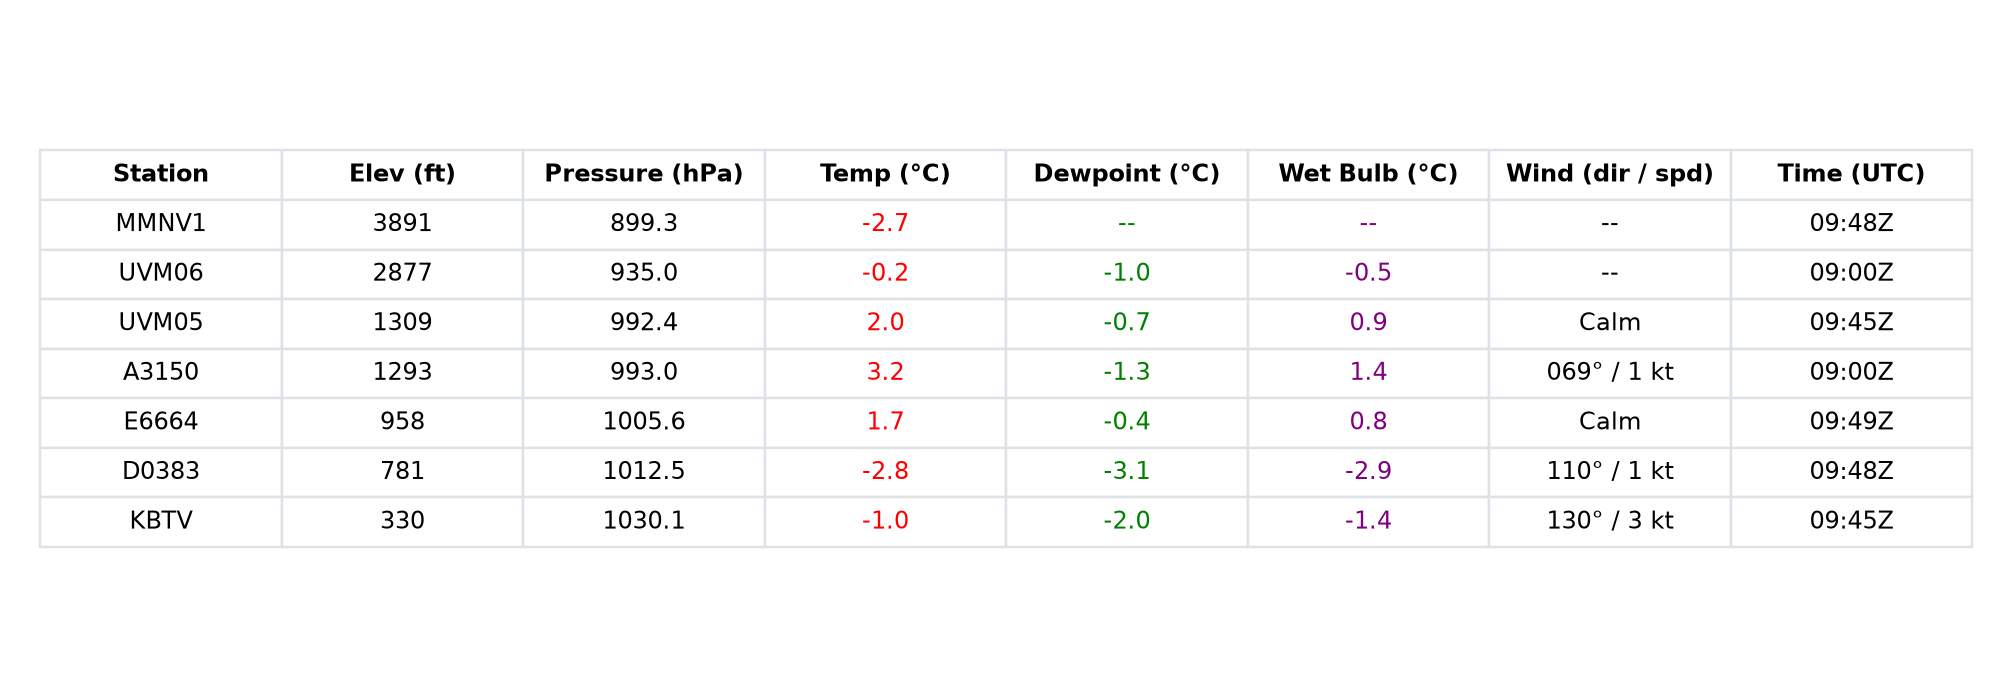 Station Elev (ft) Pressure (hPa) Temp (°C) Dewpoint (°C) Wet Bulb (°C) Wind (dir / spd) Time (UTC)
MMNV1 3891 899.3 -2.7 -- -- -- 09:48Z
UVM06 2877 935.0 -0.2 -1.0 -0.5 -- 09:00Z
UVM05 1309 992.4 2.0 -0.7 0.9 Calm 09:45Z
A3150 1293 993.0 3.2 -1.3 1.4 069° / 1 kt 09:00Z
E6664 958 1005.6 1.7 -0.4 0.8 Calm 09:49Z
D0383 781 1012.5 -2.8 -3.1 -2.9 110° / 1 kt 09:48Z
KBTV 330 1030.1 -1.0 -2.0 -1.4 130° / 3 kt 09:45Z